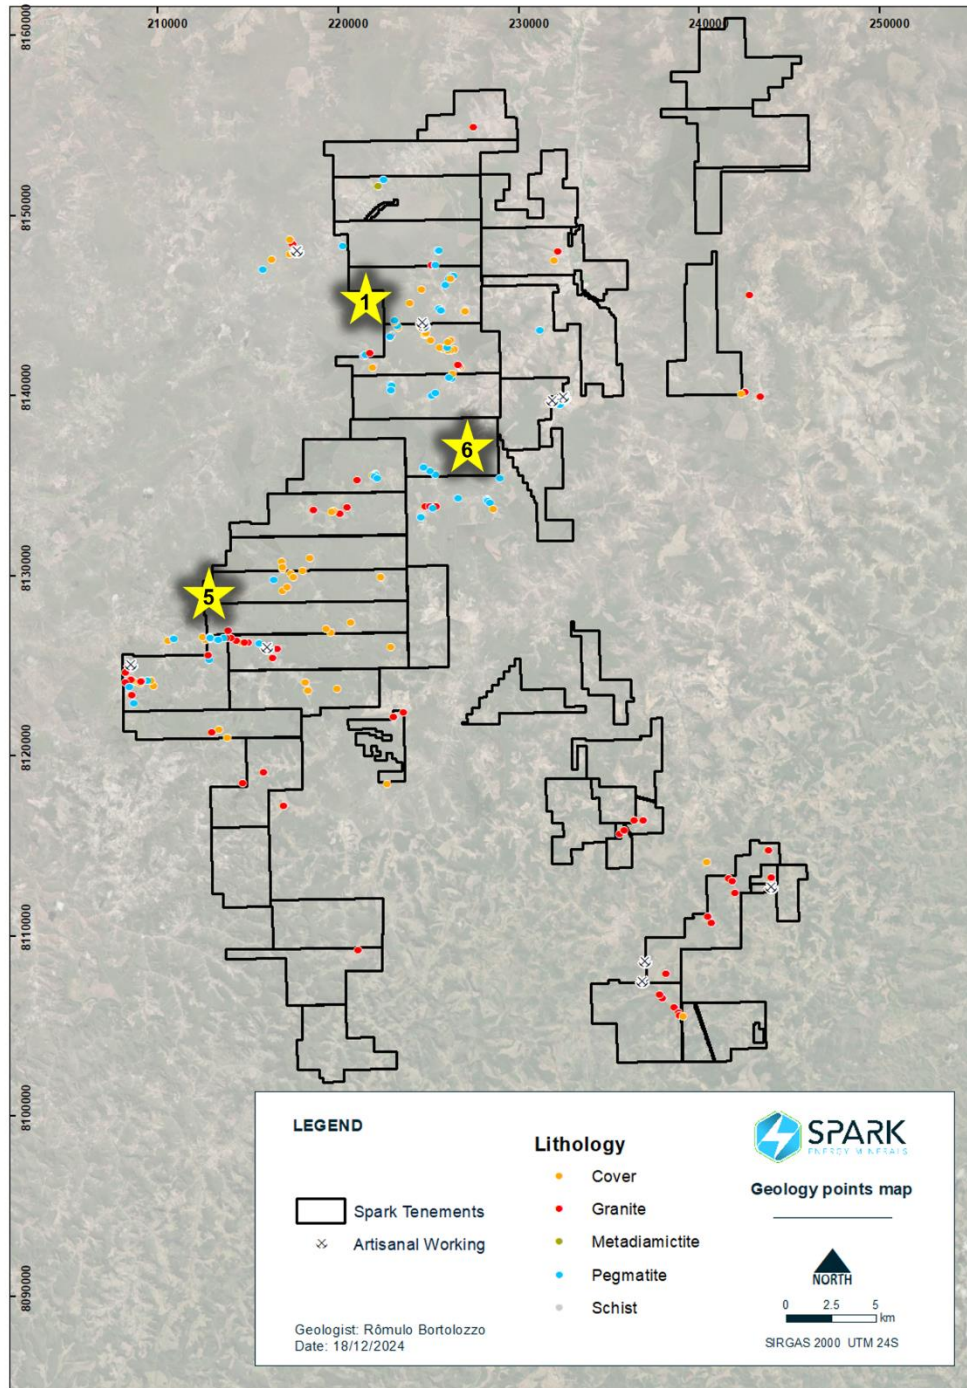 210000
220000
230000
240000
250000
8160000
8150000
8140000
8130000
8120000
8110000
8100000
8090000
1
6
5
LEGEND
Spark Tenements
Artisanal Working
Lithology
Cover
Granite
Metadiamictite
Pegmatite
Schist
SPARK
ENERGY MINERALS
Geology points map
NORTH
0 2.5 5
km
SIRGAS 2000 UTM 24S
Geologist: Rômulo Bortolozzo
Date: 18/12/2024